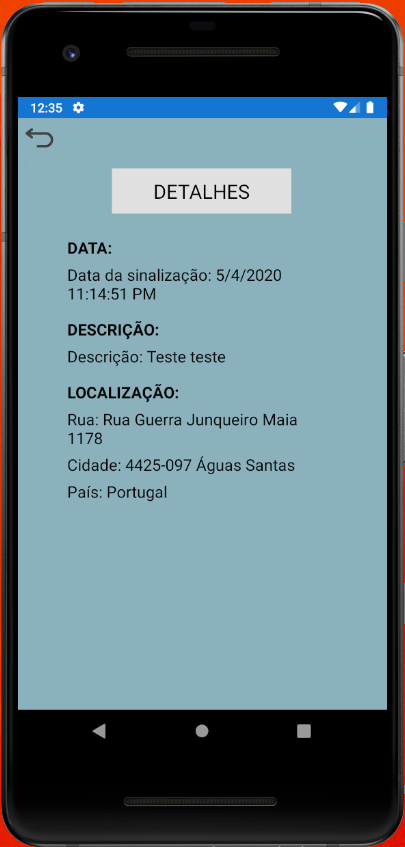 12:35
DETALHES
DATA:
Data da sinalização: 5/4/2020
11:14:51 PM
DESCRIÇÃO:
Descrição: Teste teste
LOCALIZAÇÃO:
Rua: Rua Guerra Junqueiro Maia
1178
Cidade: 4425-097 Águas Santas
País: Portugal